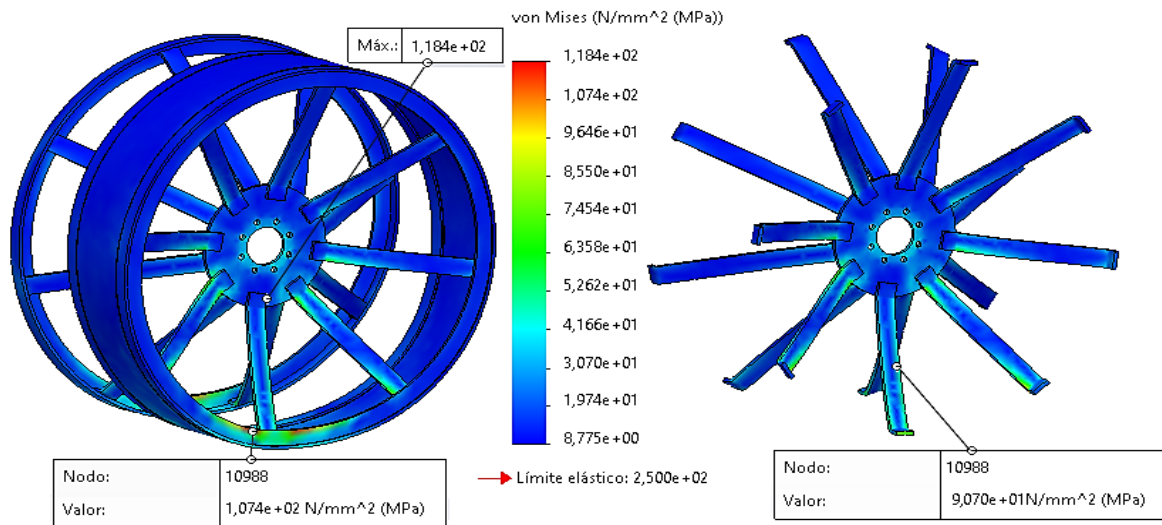 von Mises (N/mm^2 (MPa))
Máx.: 1,184e+02
1,184e+02
1,074e+02
9,646e+01
8,550e+01
7,454e+01
6,358e+01
5,262e+01
4,166e+01
3,070e+01
1,974e+01
8,775e+00
Límite elástico: 2,500e+02
Nodo: 10988
Valor: 1,074e+02 N/mm^2 (MPa)
Nodo: 10988
Valor: 9,070e+01N/mm^2 (MPa)